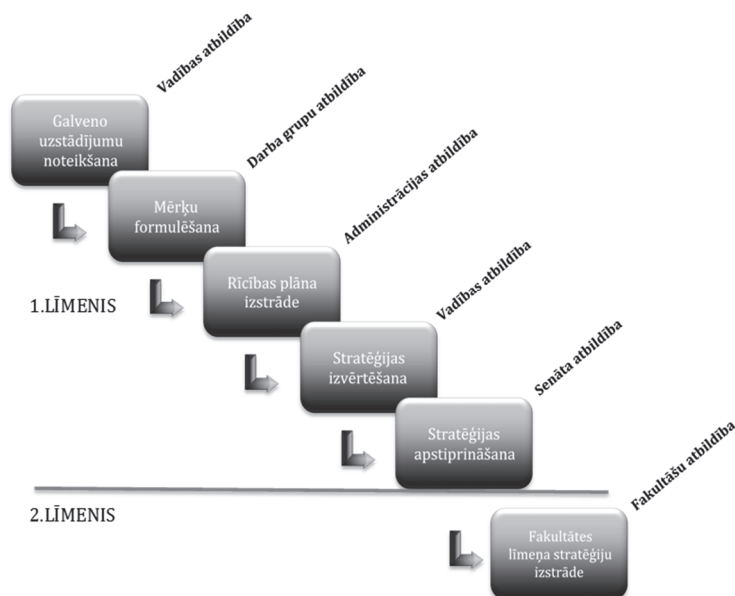 Vadības atbildība
Galveno
uzstādījumu
noteikšana
Darba grupu atbildība
Mērķu
formulēšana
Administrācijas atbildība
Rīcības plāna
izstrāde
1.LĪMENIS
Vadības atbildība
Stratēģijas
izvērtēšana
Senāta atbildība
Stratēģijas
apstiprināšana
2.LĪMENIS
Fakultāšu atbildība
Fakultātes
līmeņa stratēģiju
izstrāde